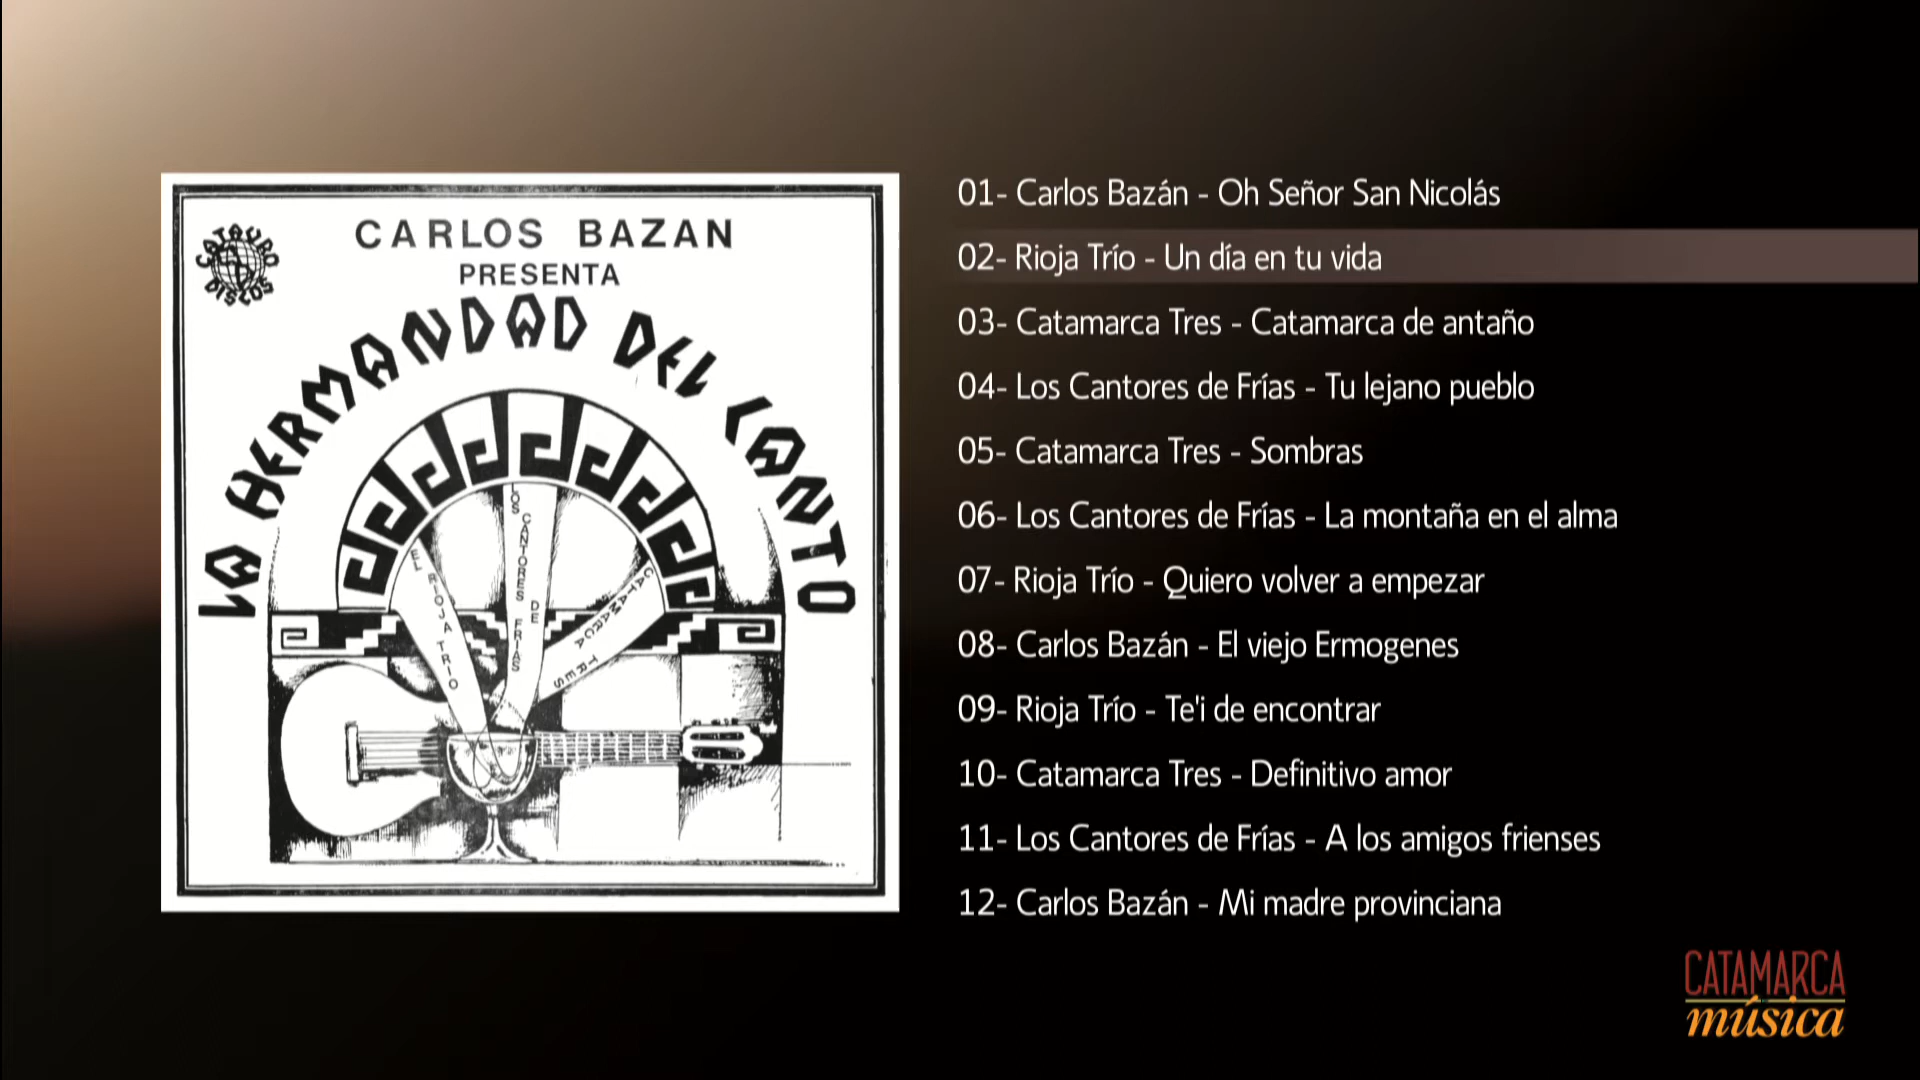 CATAURO
DISCOS
CARLOS BAZAN
PRESENTA
LA HERMANDAD DEL CANTO
EL RIOJA TRIO
LOS CANTORES DE FRIAS
CATAMARCA TRES
01- Carlos Bazán - Oh Señor San Nicolás
02- Rioja Trío - Un día en tu vida
03- Catamarca Tres - Catamarca de antaño
04- Los Cantores de Frías - Tu lejano pueblo
05- Catamarca Tres - Sombras
06- Los Cantores de Frías - La montaña en el alma
07- Rioja Trío - Quiero volver a empezar
08- Carlos Bazán - El viejo Ermogenes
09- Rioja Trío - Te'i de encontrar
10- Catamarca Tres - Definitivo amor
11- Los Cantores de Frías - A los amigos frienses
12- Carlos Bazán - Mi madre provinciana
CATAMARCA
música